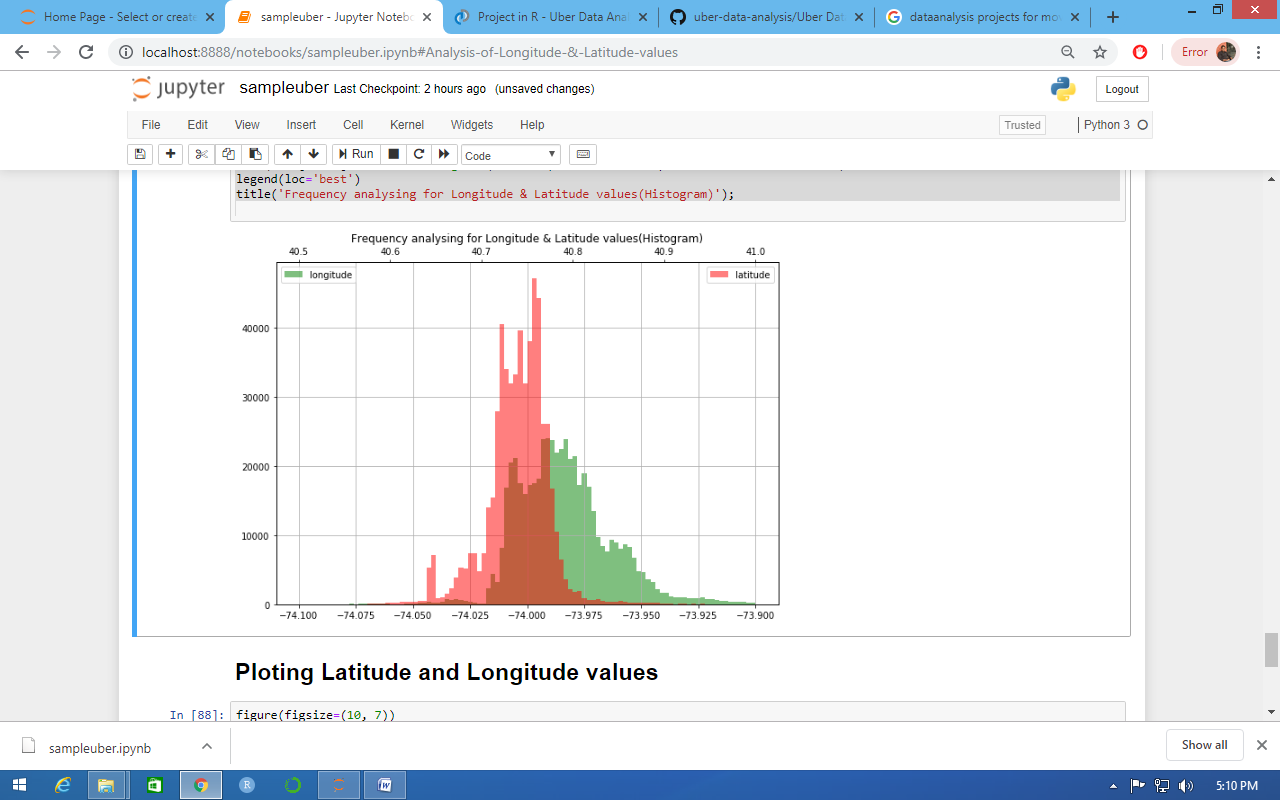 Home Page - Select or create
sampleuber - Jupyter Notebo
Project in R - Uber Data Ana
uber-data-analysis/Uber Dat
dataanalysis projects for mo
localhost:8888/notebooks/sampleuber.ipynb#Analysis-of-Longitude-&-Latitude-values
Error
jupyter
sampleuber Last Checkpoint: 2 hours ago (unsaved changes)
Logout
File Edit View Insert Cell Kernel Widgets Help
Trusted
Python 3
Run
Code
legend(loc='best')
title('Frequency analysing for Longitude & Latitude values(Histogram)');
Frequency analysing for Longitude & Latitude values(Histogram)
40.5 40.6 40.7 40.8 40.9 41.0
longitude
latitude
40000
30000
20000
10000
0
−74.100 −74.075 −74.050 −74.025 −74.000 −73.975 −73.950 −73.925 −73.900
Ploting Latitude and Longitude values
In [88]: figure(figsize=(10, 7))
sampleuber.ipynb
Show all
5:10 PM